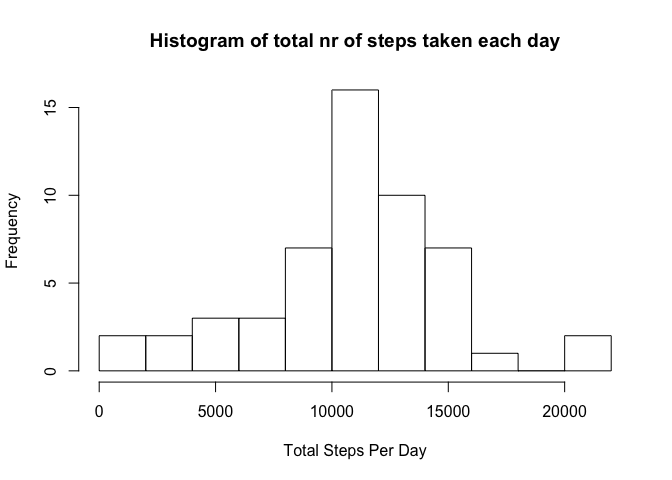 Histogram of total nr of steps taken each day
Frequency
15
10
5
0
0 5000 10000 15000 20000
Total Steps Per Day